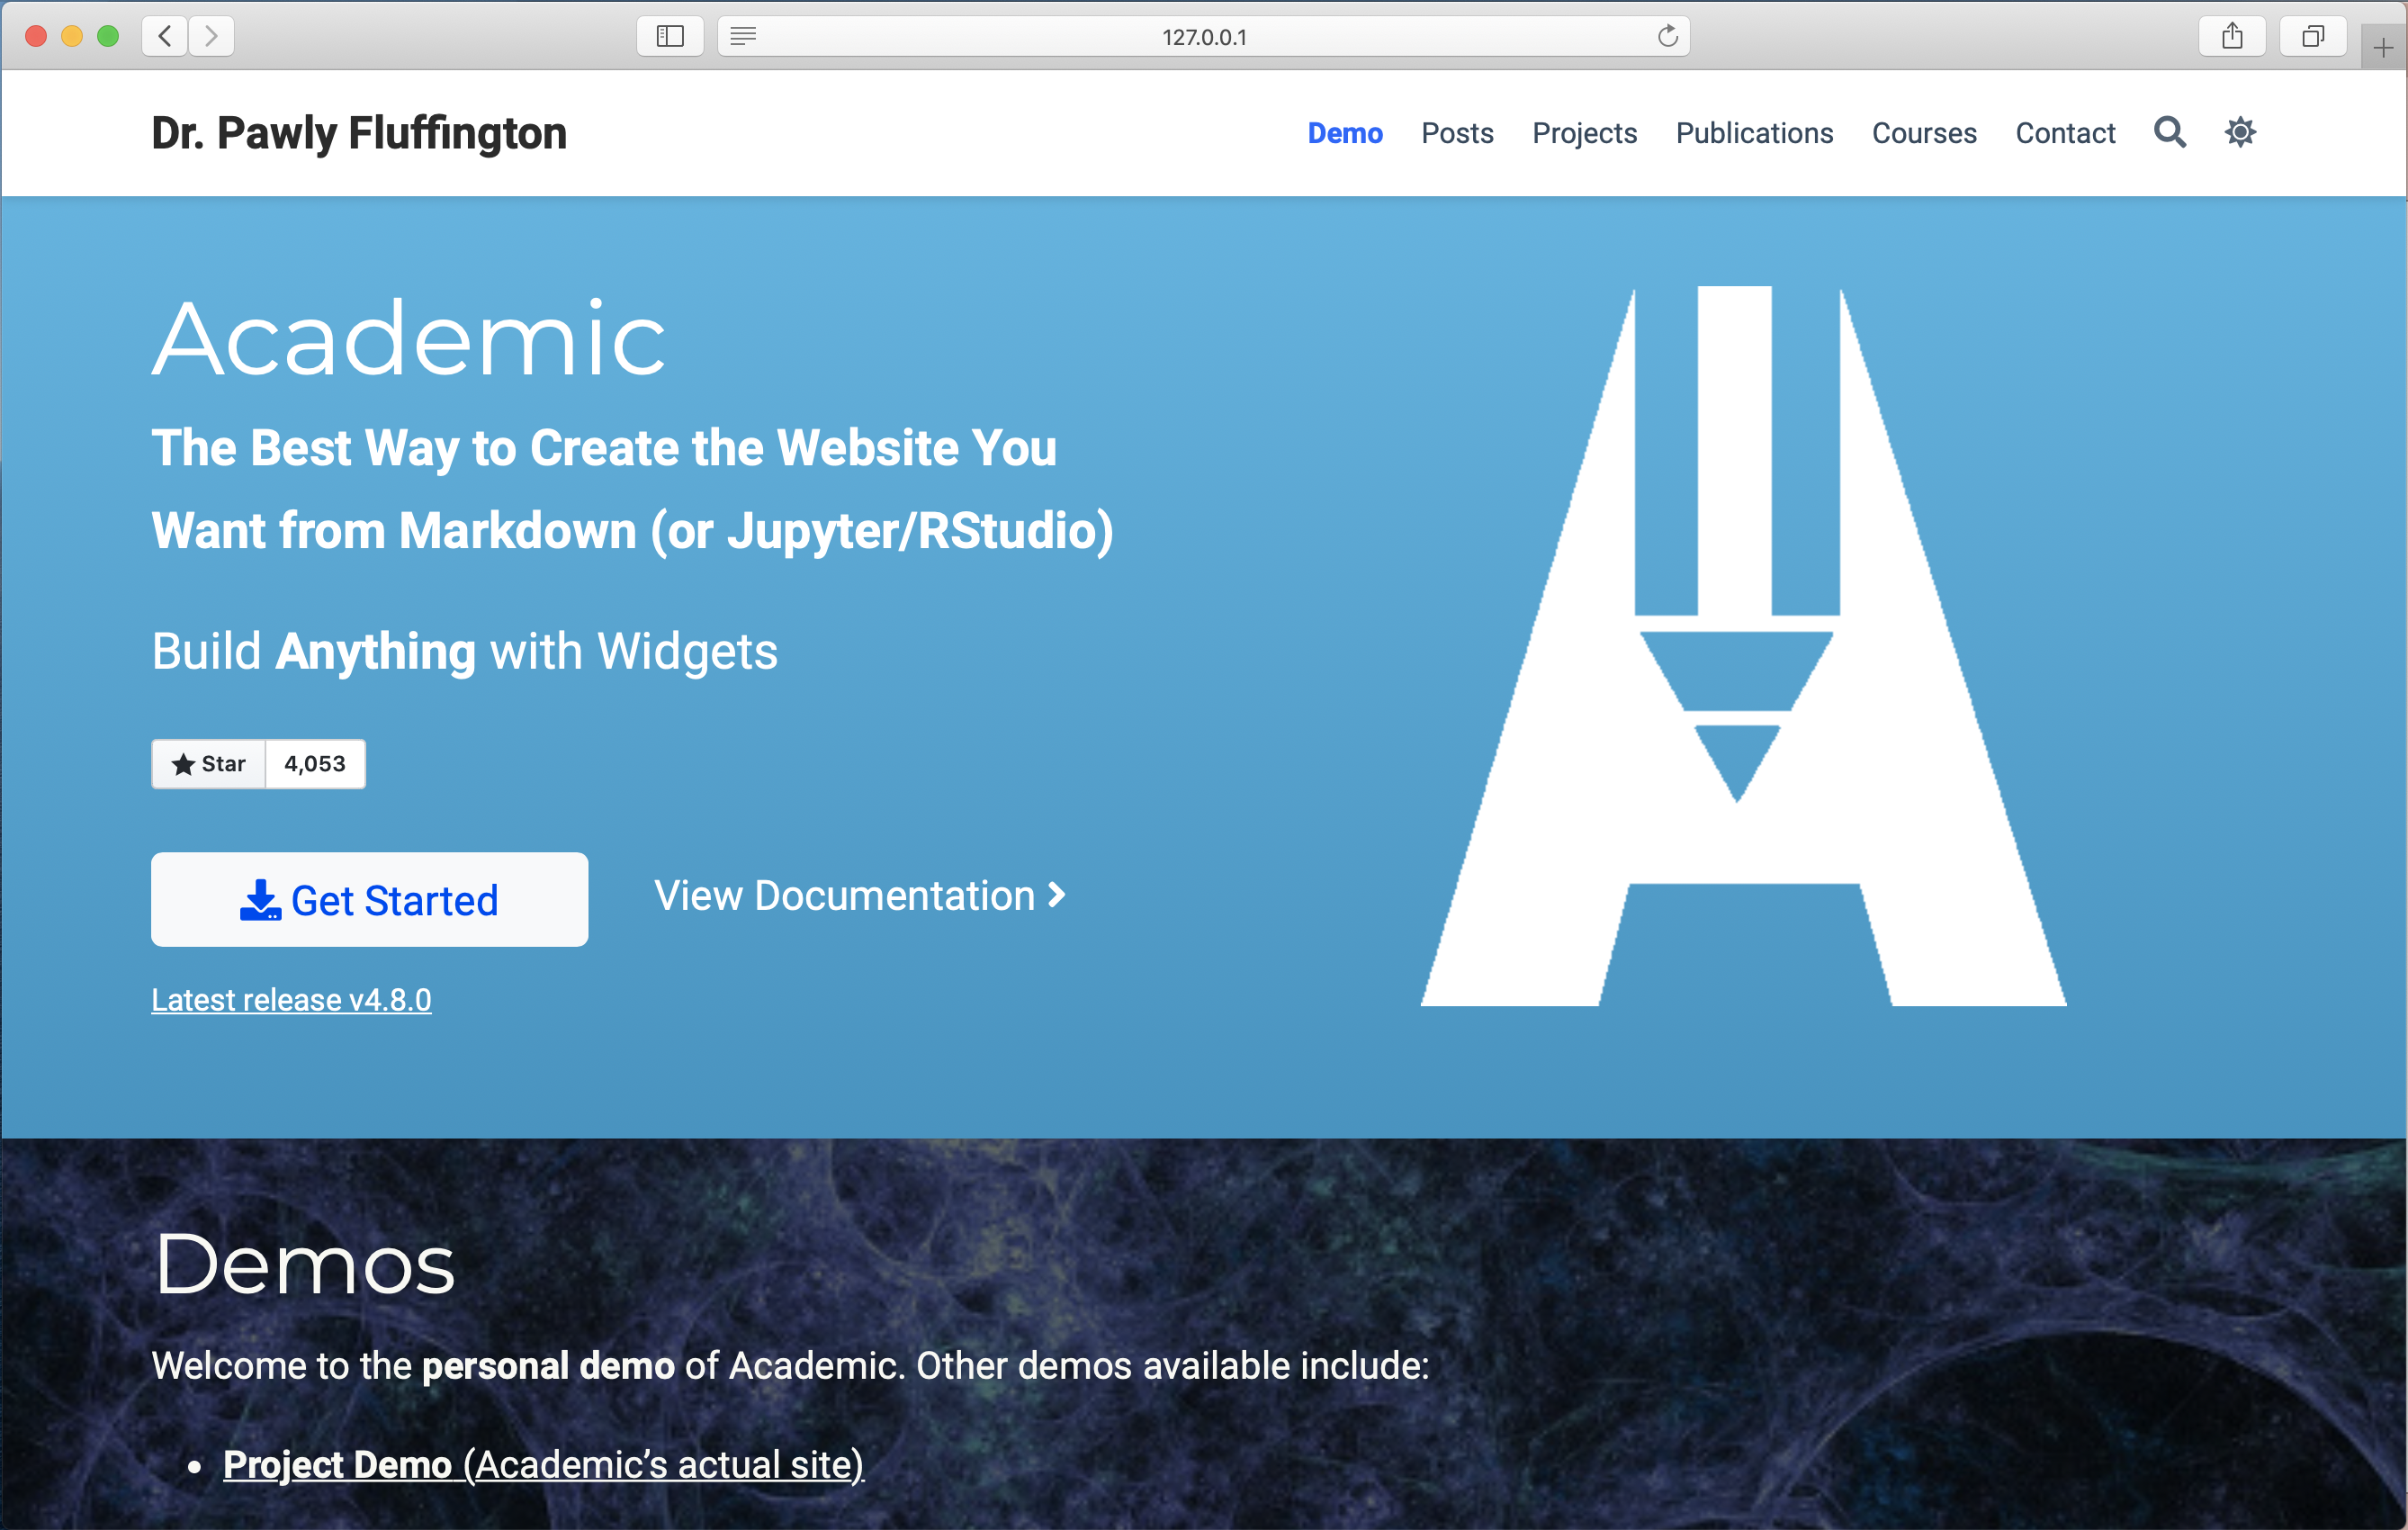 127.0.0.1
Dr. Pawly Fluffington
Demo Posts Projects Publications Courses Contact
Academic
The Best Way to Create the Website You
Want from Markdown (or Jupyter/RStudio)
Build Anything with Widgets
Star 4,053
Get Started
View Documentation
Latest release v4.8.0
Demos
Welcome to the personal demo of Academic. Other demos available include:
• Project Demo (Academic’s actual site)